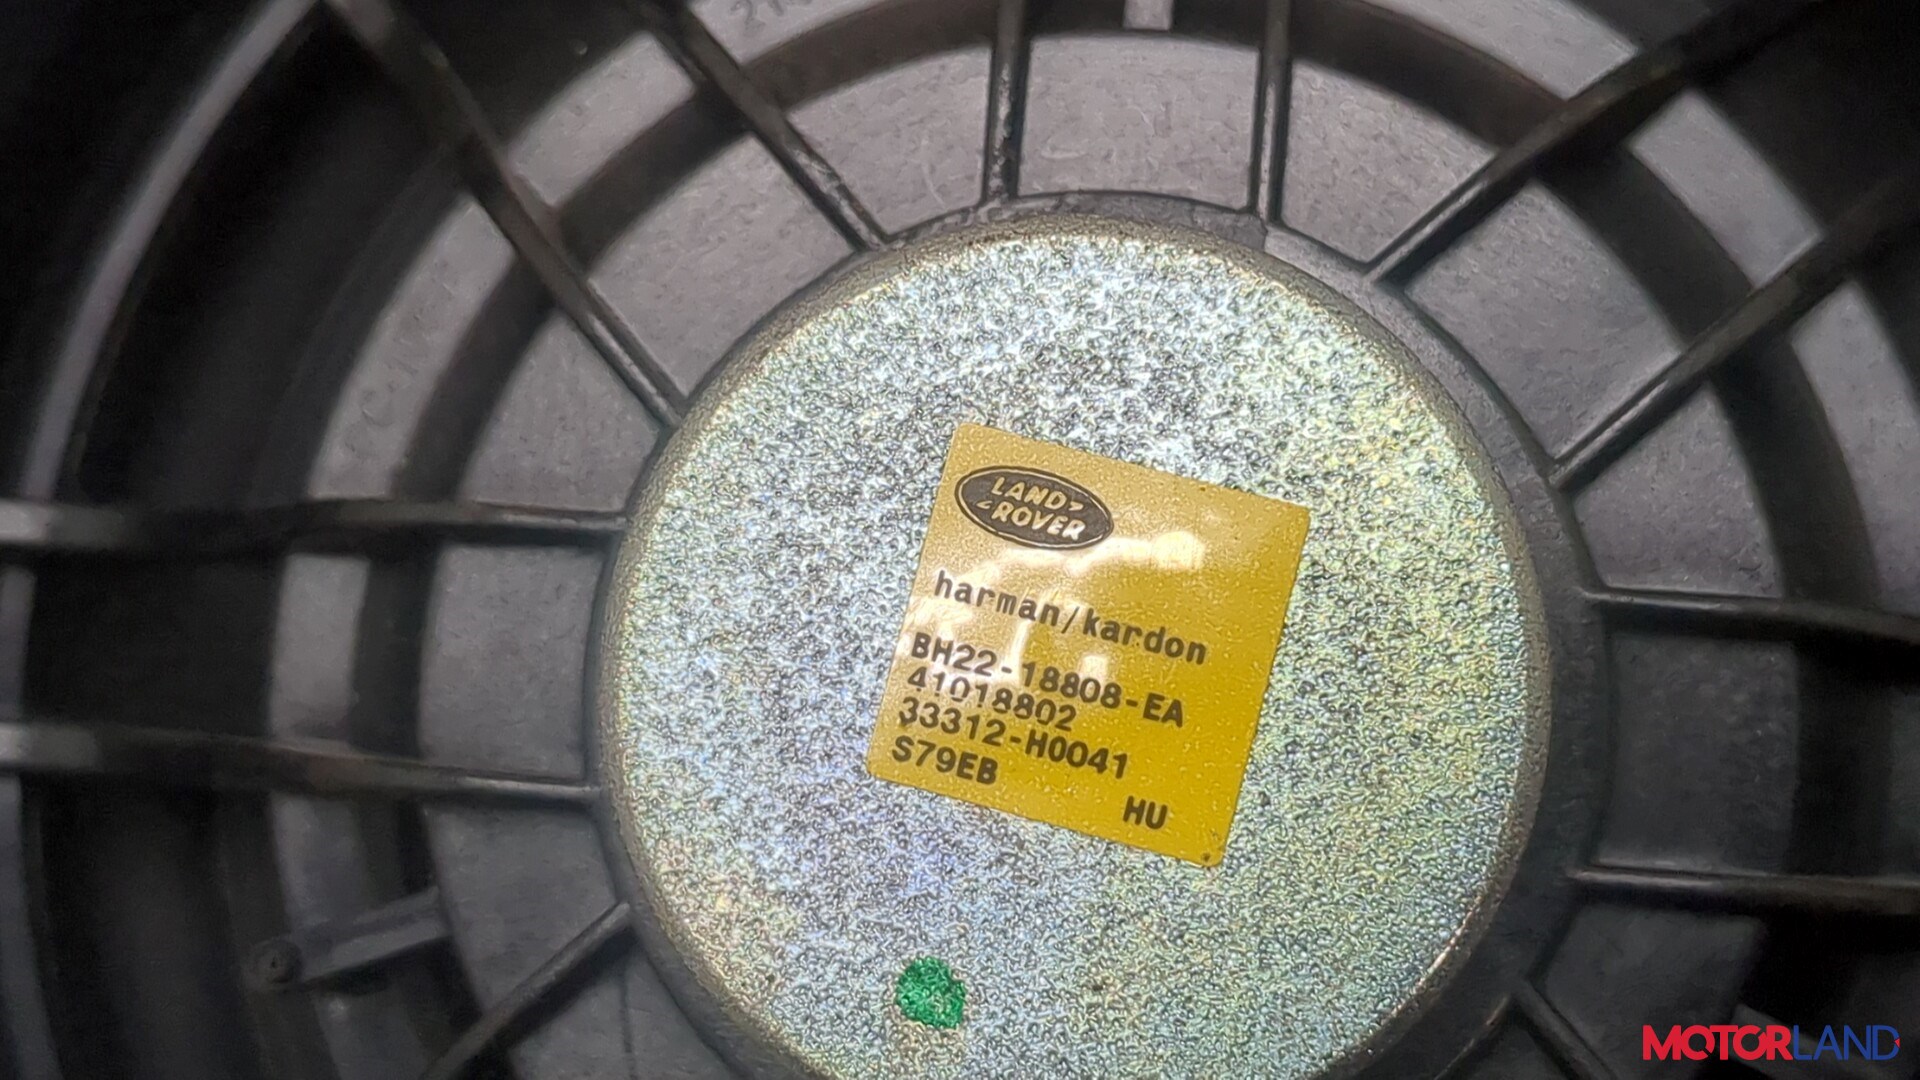 LAND
ROVER
harman/kardon
BH22-18808-EA
41018802
33312-H0041
S79EB
HU
MOTORLAND